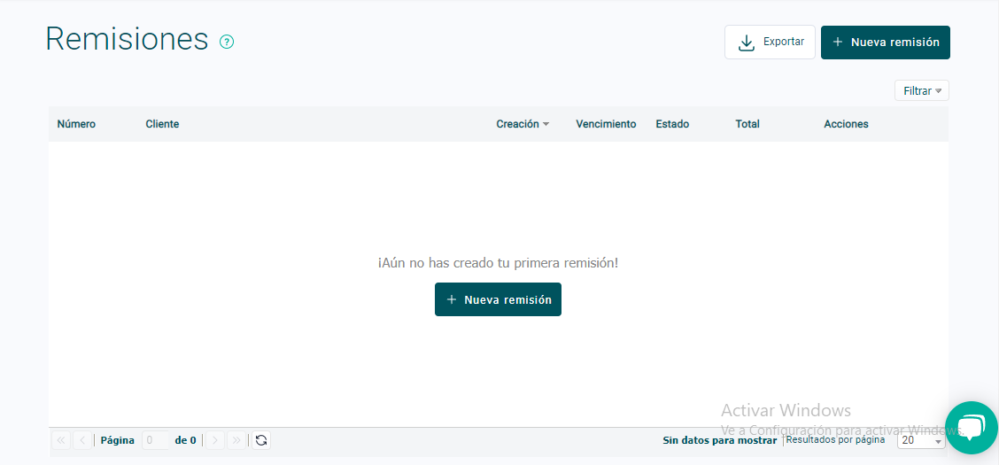 Remisiones ?
Exportar
+ Nueva remisión
Filtrar
Número Cliente Creación Vencimiento Estado Total Acciones
¡Aún no has creado tu primera remisión!
+ Nueva remisión
Activar Windows
Ve a Configuración para activar Windows.
Página 0 de 0 Sin datos para mostrar Resultados por página 20